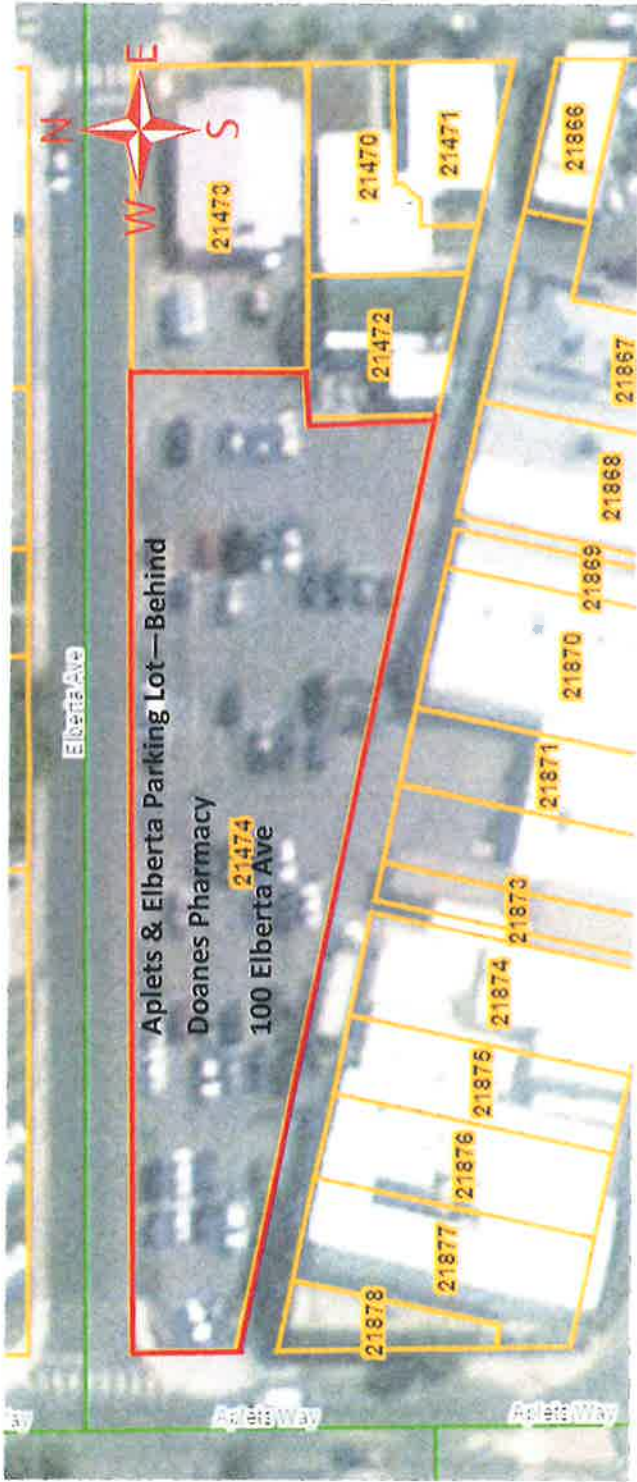 N
W
E
S
Elberta Ave
Aplets & Elberta Parking Lot—Behind
Doanes Pharmacy
21474
100 Elberta Ave
21473
21470
21471
21472
21866
21867
21868
21869
21870
21871
21873
21874
21875
21876
21877
21878
Aplets Way
Aplets Way
ay